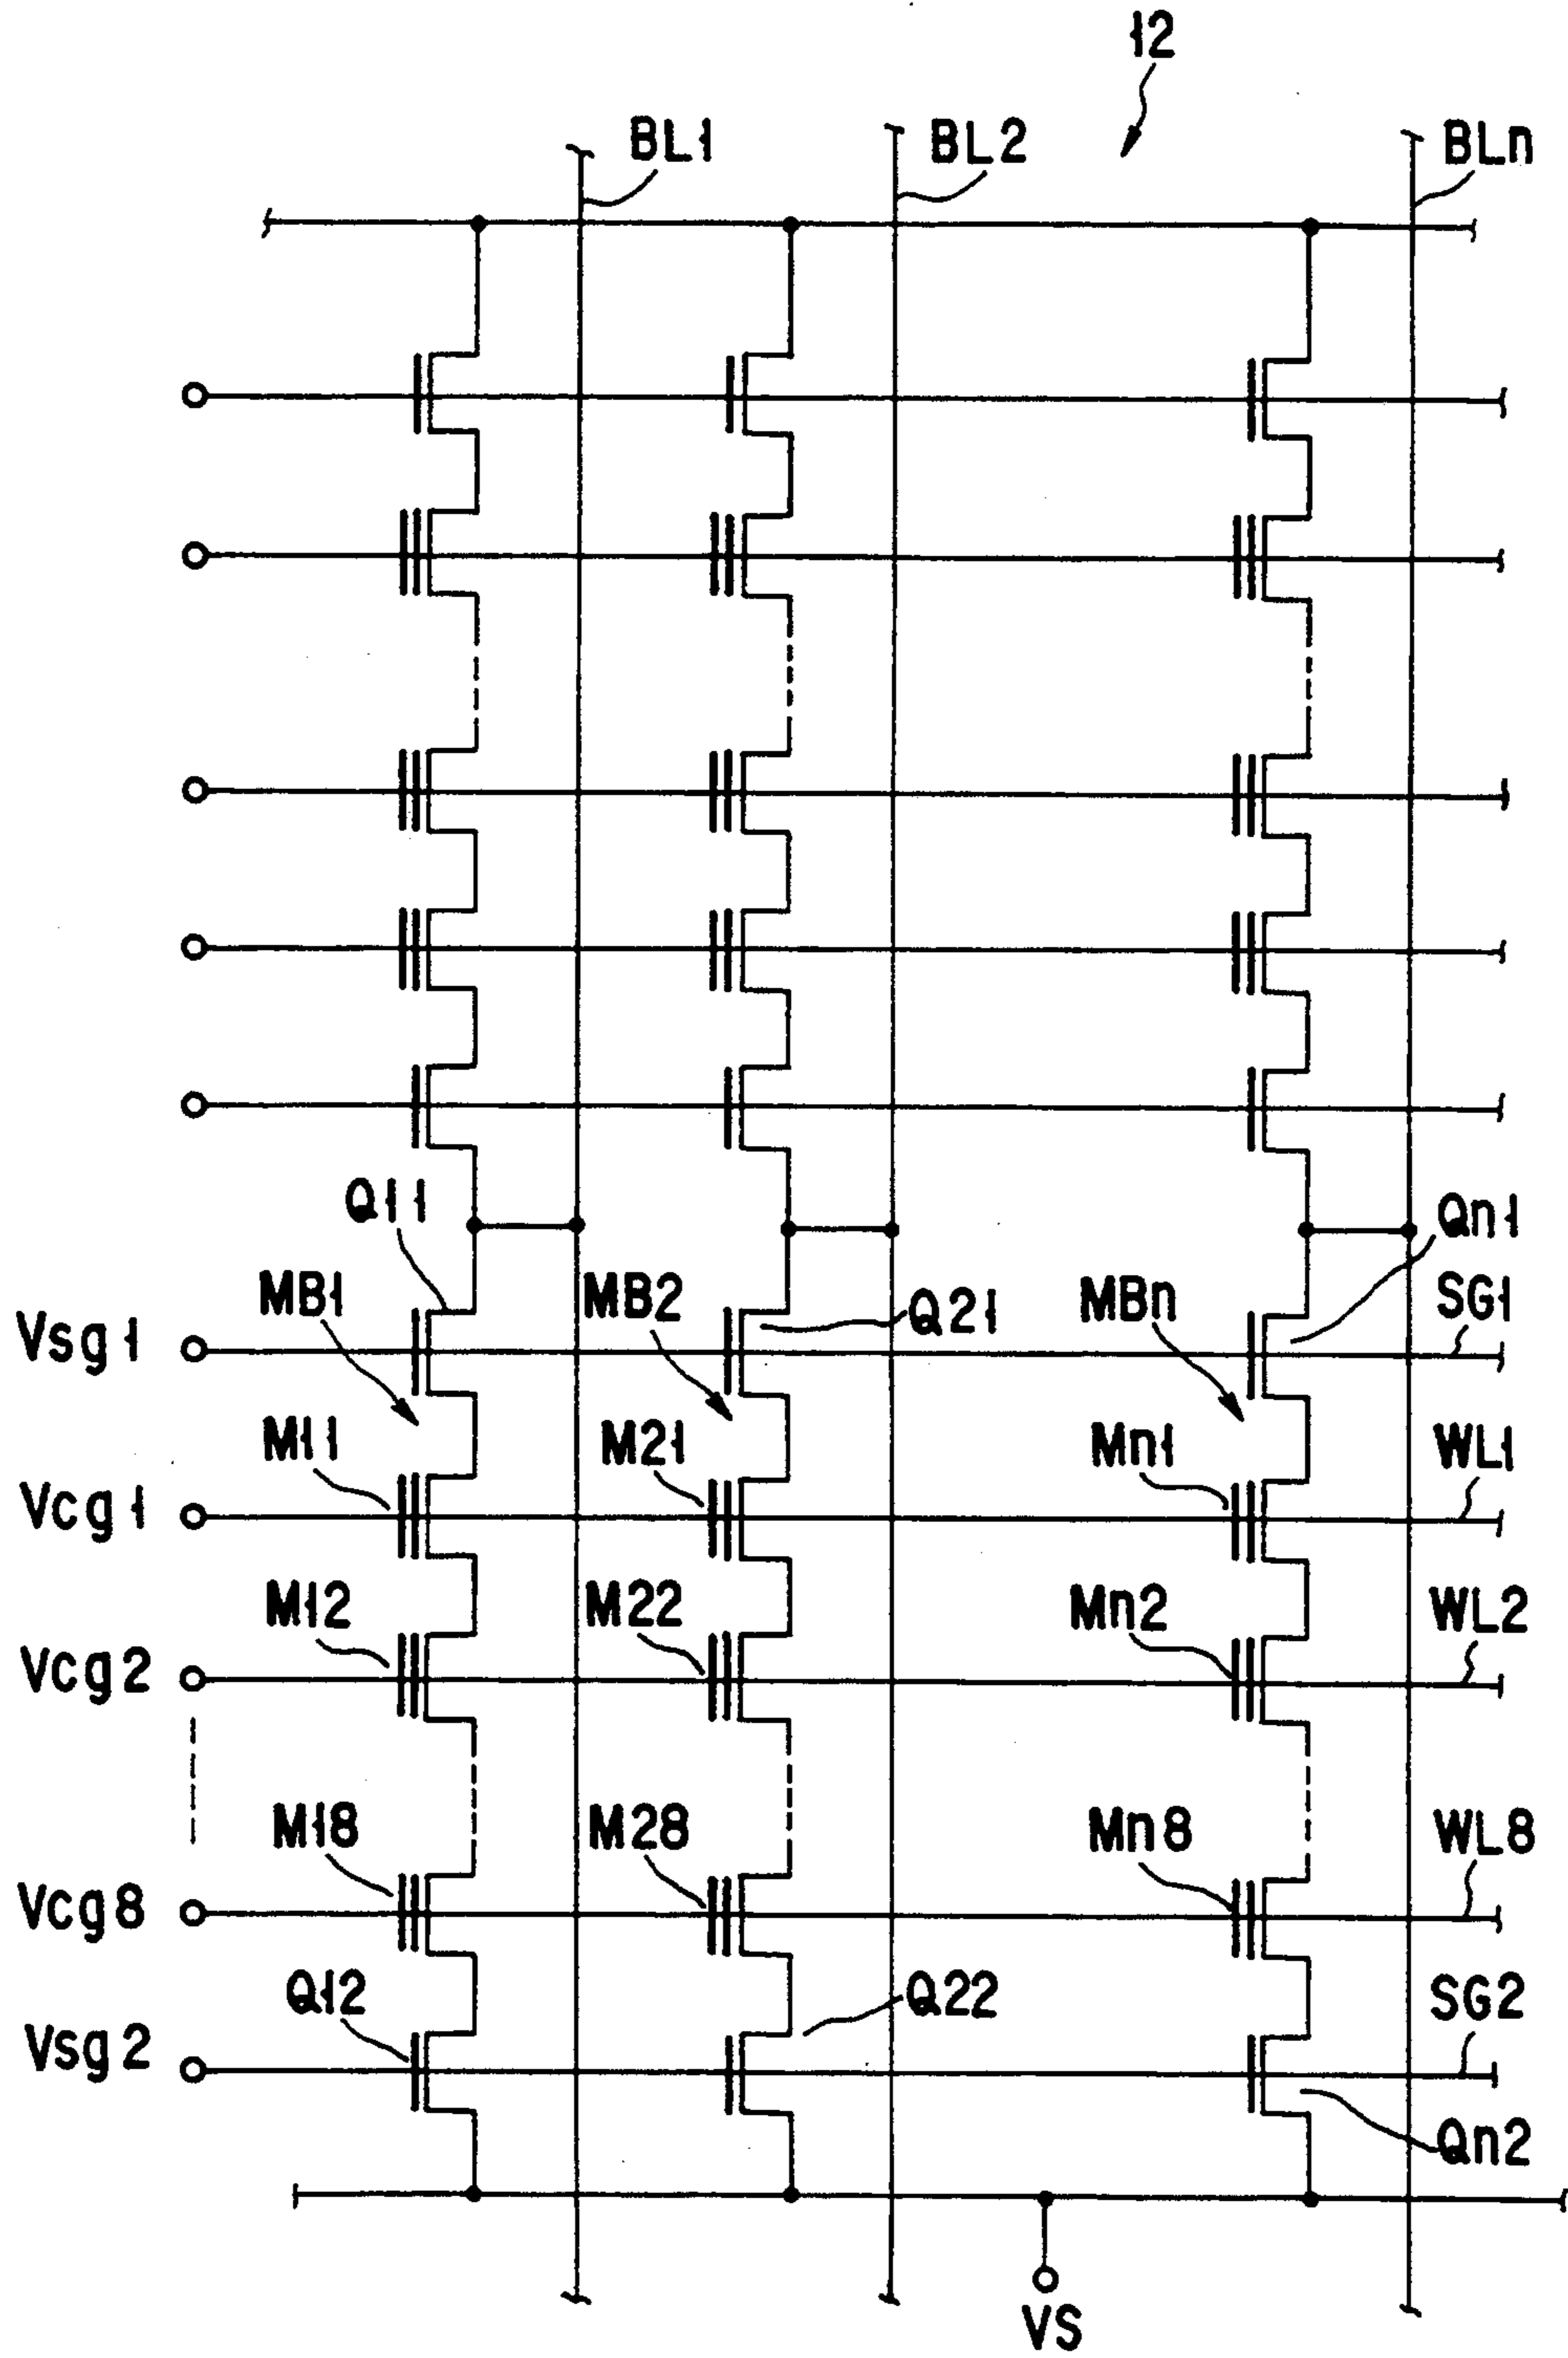 12
BL1 BL2 BLn
Q11 Qn1
MB1 MB2 Q21 MBn SG1
Vsg1
M11 M21 Mn1 WL1
Vcg1
M12 M22 Mn2 WL2
Vcg2
M18 M28 Mn8 WL8
Vcg8
Q12 Q22 SG2
Vsg2
Qn2
VS